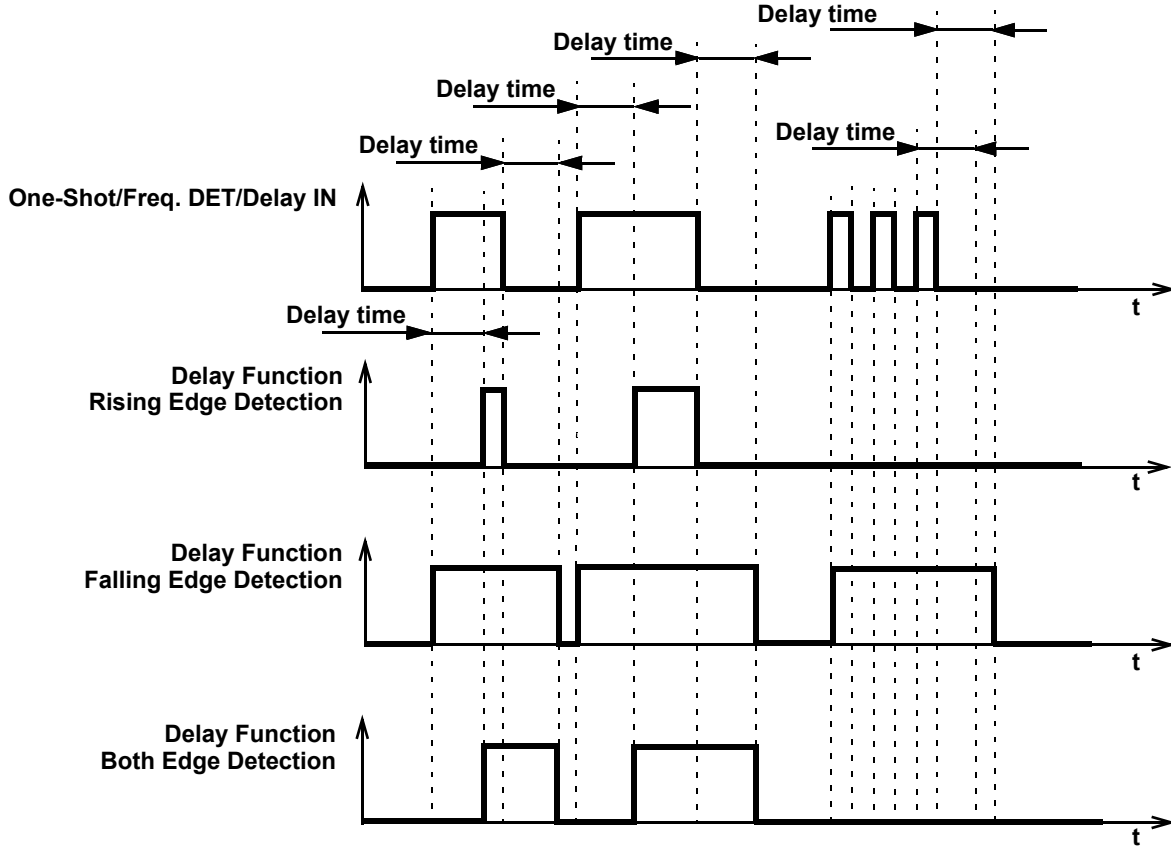 Delay time
Delay time
Delay time
Delay time
Delay time
One-Shot/Freq. DET/Delay IN
t
Delay time
Delay Function
Rising Edge Detection
t
Delay Function
Falling Edge Detection
t
Delay Function
Both Edge Detection
t